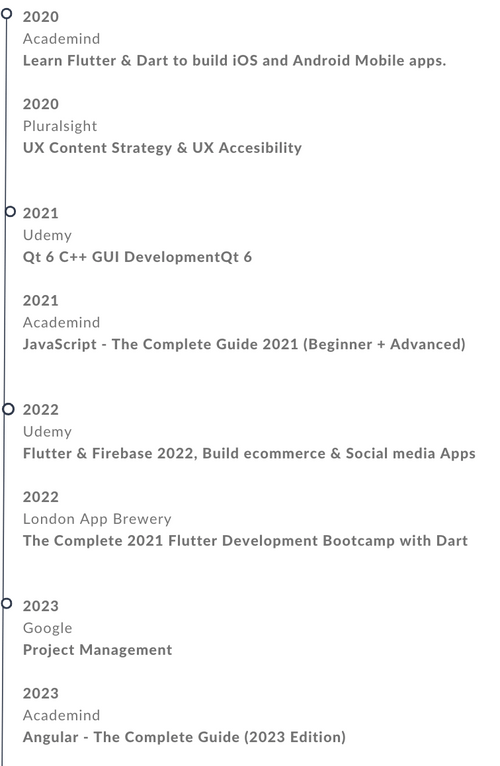 2020
Academind
Learn Flutter & Dart to build iOS and Android Mobile apps.
2020
Pluralsight
UX Content Strategy & UX Accesibility
2021
Udemy
Qt 6 C++ GUI DevelopmentQt 6
2021
Academind
JavaScript - The Complete Guide 2021 (Beginner + Advanced)
2022
Udemy
Flutter & Firebase 2022, Build ecommerce & Social media Apps
2022
London App Brewery
The Complete 2021 Flutter Development Bootcamp with Dart
2023
Google
Project Management
2023
Academind
Angular - The Complete Guide (2023 Edition)